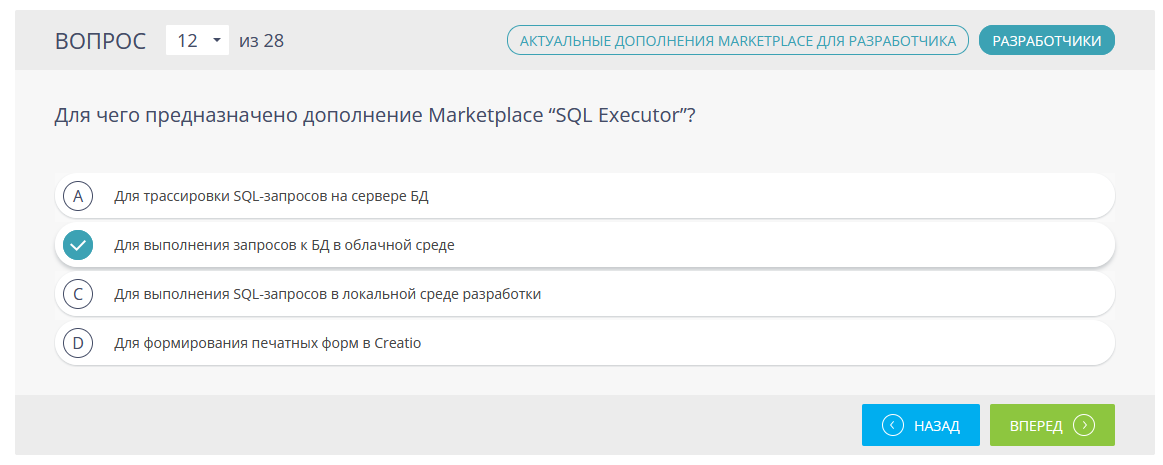 ВОПРОС 12 из 28
АКТУАЛЬНЫЕ ДОПОЛНЕНИЯ MARKETPLACE ДЛЯ РАЗРАБОТЧИКА
РАЗРАБОТЧИКИ
Для чего предназначено дополнение Marketplace “SQL Executor”?
A Для трассировки SQL-запросов на сервере БД
Для выполнения запросов к БД в облачной среде
C Для выполнения SQL-запросов в локальной среде разработки
D Для формирования печатных форм в Creatio
НАЗАД
ВПЕРЕД